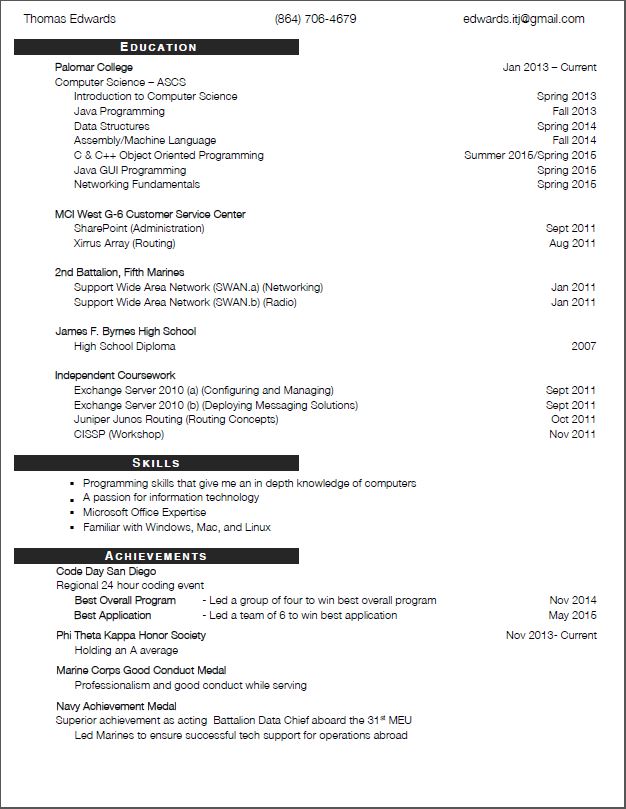 Thomas Edwards (864) 706-4679 edwards.itj@gmail.com
EDUCATION
Palomar College Jan 2013 – Current
Computer Science – ASCS
Introduction to Computer Science Spring 2013
Java Programming Fall 2013
Data Structures Spring 2014
Assembly/Machine Language Fall 2014
C & C++ Object Oriented Programming Summer 2015/Spring 2015
Java GUI Programming Spring 2015
Networking Fundamentals Spring 2015
MCI West G-6 Customer Service Center
SharePoint (Administration) Sept 2011
Xirrus Array (Routing) Aug 2011
2nd Battalion, Fifth Marines
Support Wide Area Network (SWAN.a) (Networking) Jan 2011
Support Wide Area Network (SWAN.b) (Radio) Jan 2011
James F. Byrnes High School
High School Diploma 2007
Independent Coursework
Exchange Server 2010 (a) (Configuring and Managing) Sept 2011
Exchange Server 2010 (b) (Deploying Messaging Solutions) Sept 2011
Juniper Junos Routing (Routing Concepts) Oct 2011
CISSP (Workshop) Nov 2011
SKILLS
▪ Programming skills that give me an in depth knowledge of computers
▪ A passion for information technology
▪ Microsoft Office Expertise
▪ Familiar with Windows, Mac, and Linux
ACHIEVEMENTS
Code Day San Diego
Regional 24 hour coding event
Best Overall Program - Led a group of four to win best overall program Nov 2014
Best Application - Led a team of 6 to win best application May 2015
Phi Theta Kappa Honor Society Nov 2013- Current
Holding an A average
Marine Corps Good Conduct Medal
Professionalism and good conduct while serving
Navy Achievement Medal
Superior achievement as acting Battalion Data Chief aboard the 31st MEU
Led Marines to ensure successful tech support for operations abroad